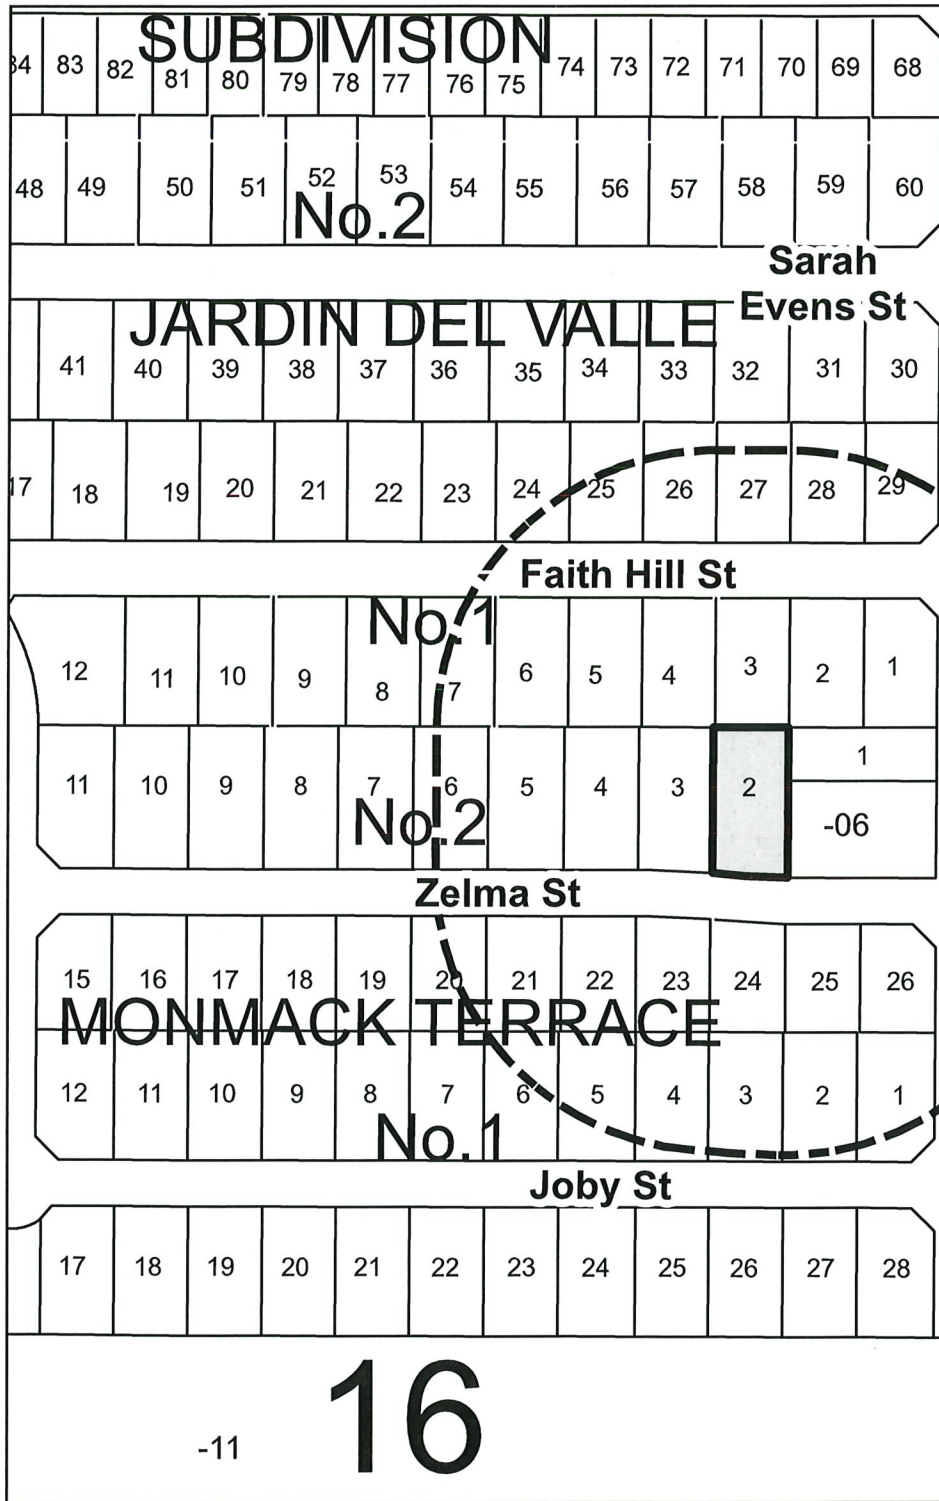 SUBDIVISION
84 83 82 81 80 79 78 77 76 75 74 73 72 71 70 69 68
48 49 50 51 52 53 54 55 56 57 58 59 60
No.2
Sarah
Evens St
JARDIN DEL VALLE
41 40 39 38 37 36 35 34 33 32 31 30
17 18 19 20 21 22 23 24 25 26 27 28 29
Faith Hill St
No.1
12 11 10 9 8 7 6 5 4 3 2 1
1
11 10 9 8 7 6 5 4 3 2
-06
No.2
Zelma St
15 16 17 18 19 20 21 22 23 24 25 26
MONMACK TERRACE
12 11 10 9 8 7 6 5 4 3 2 1
No.1
Joby St
17 18 19 20 21 22 23 24 25 26 27 28
16
-11